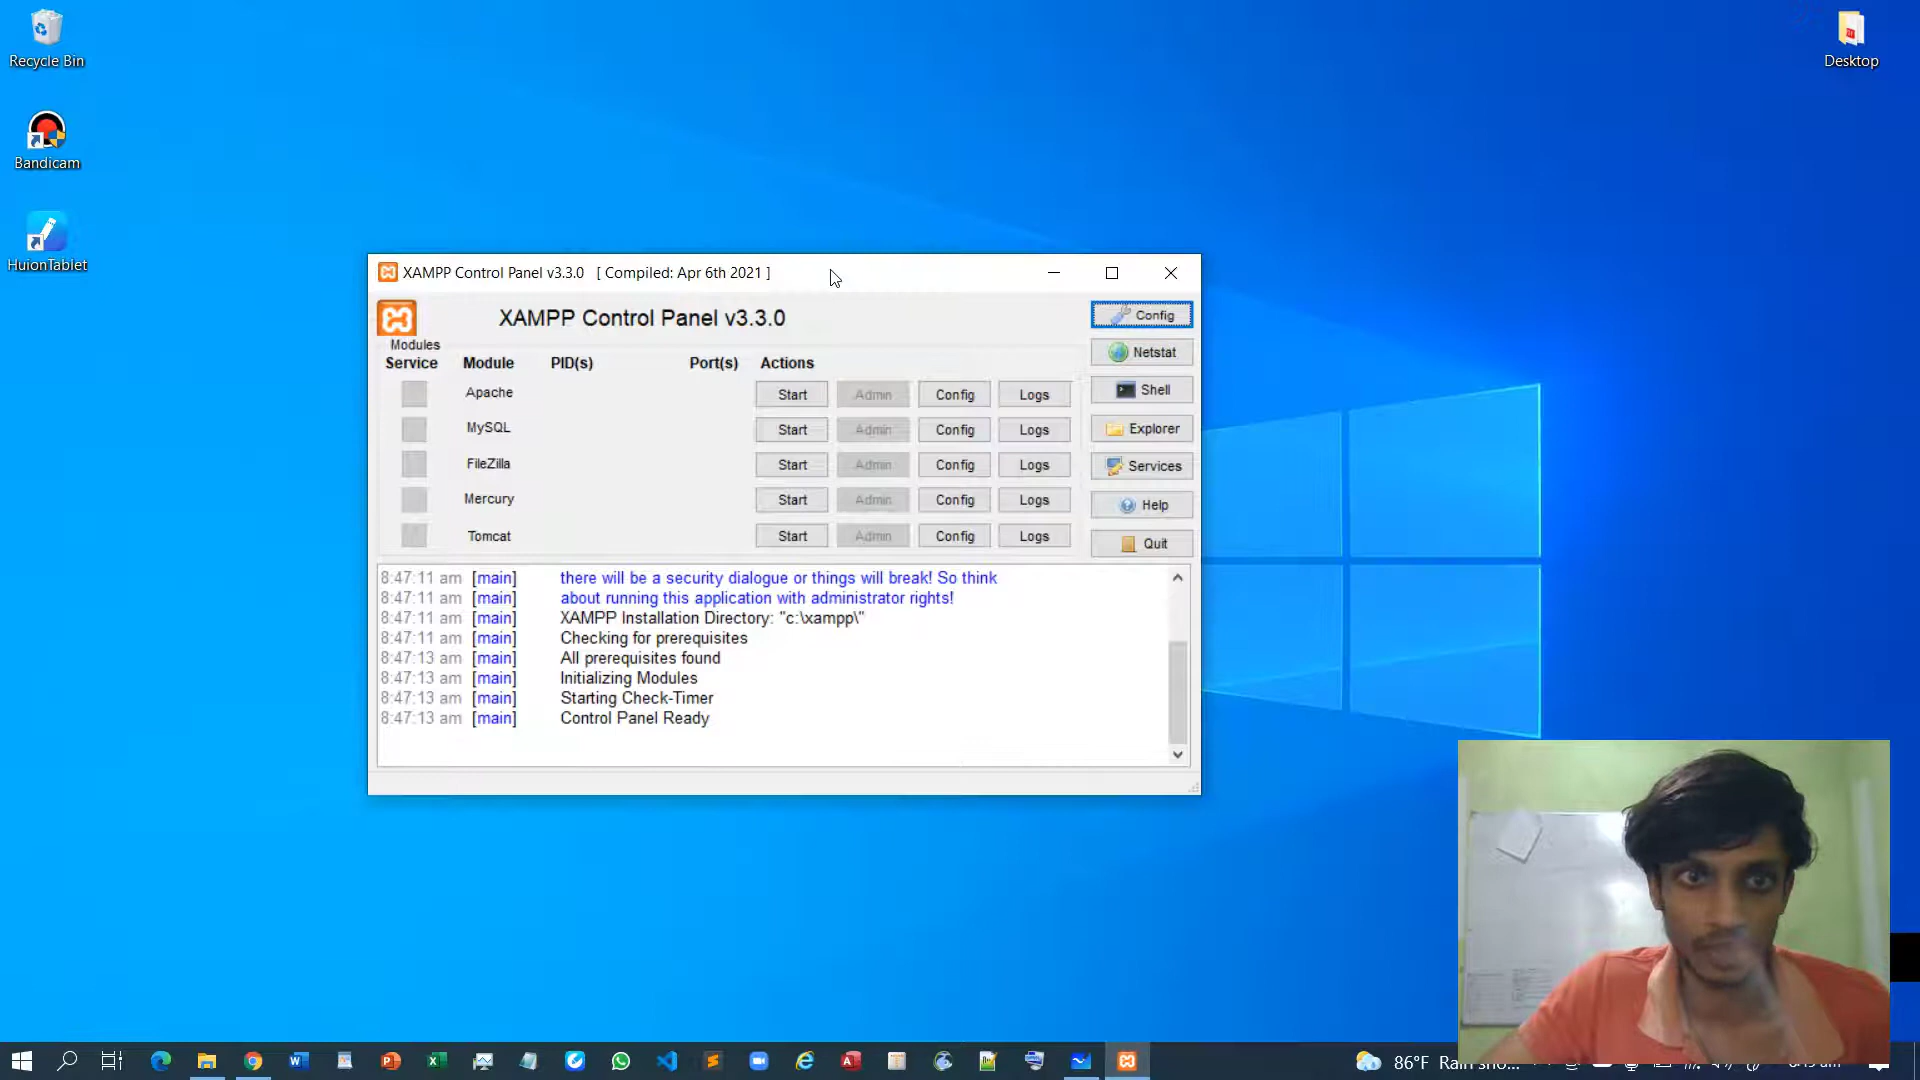 Recycle Bin
Desktop
Bandicam
HuionTablet
XAMPP Control Panel v3.3.0 [ Compiled: Apr 6th 2021 ]
XAMPP Control Panel v3.3.0
Config
Modules
Service Module PID(s) Port(s) Actions
Netstat
Apache Start Admin Config Logs
Shell
MySQL Start Admin Config Logs
Explorer
FileZilla Start Admin Config Logs
Services
Mercury Start Admin Config Logs
Help
Tomcat Start Admin Config Logs
Quit
8:47:11 am [main] there will be a security dialogue or things will break! So think
8:47:11 am [main] about running this application with administrator rights!
8:47:11 am [main] XAMPP Installation Directory: "c:\xampp\"
8:47:11 am [main] Checking for prerequisites
8:47:13 am [main] All prerequisites found
8:47:13 am [main] Initializing Modules
8:47:13 am [main] Starting Check-Timer
8:47:13 am [main] Control Panel Ready
86°F Rain sho...